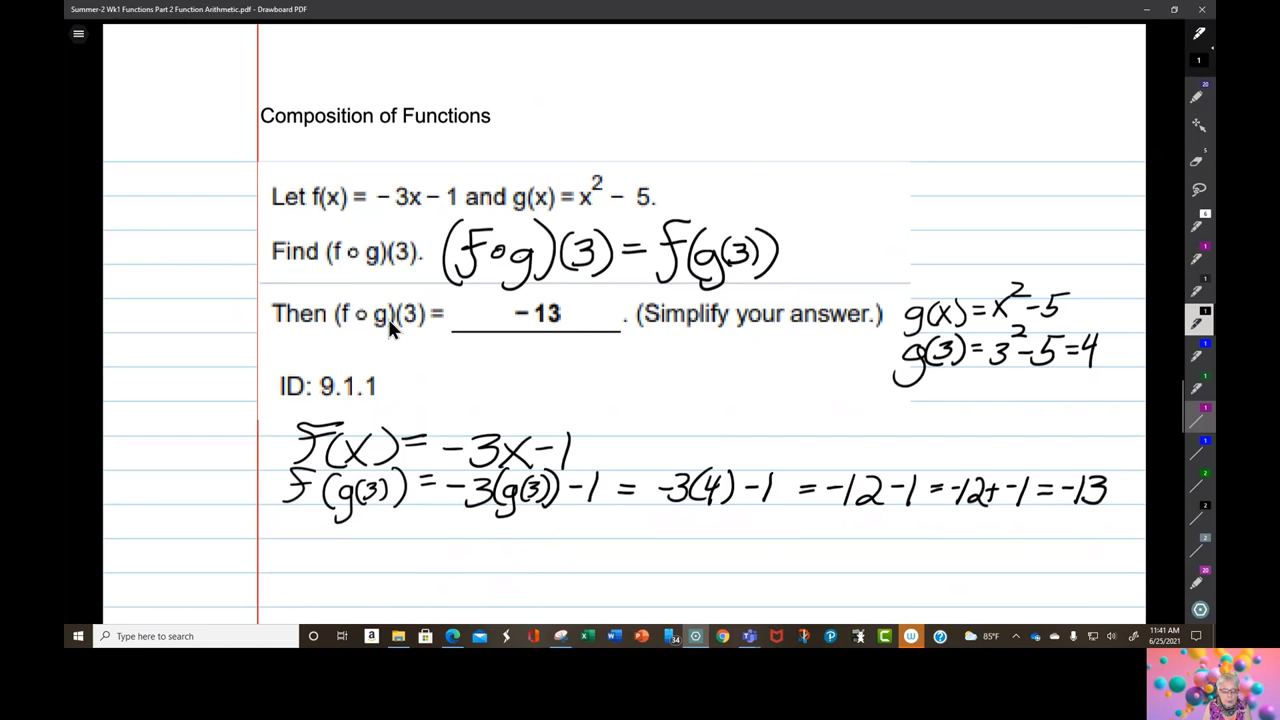 Summer-2 Wk1 Functions Part 2 Function Arithmetic.pdf - Drawboard PDF
1
Composition of Functions
Let f(x) = − 3x − 1 and g(x) = x² − 5.
Find (f ∘ g)(3). (f∘g)(3) = f(g(3))
Then (f ∘ g)(3) = − 13 . (Simplify your answer.)
g(x) = x² − 5
g(3) = 3² − 5 = 4
ID: 9.1.1
f(x) = −3x − 1
f(g(3)) = −3(g(3)) − 1 = −3(4) − 1 = −12 − 1 = −12 + −1 = −13
Type here to search
34
85°F
11:41 AM
6/25/2021